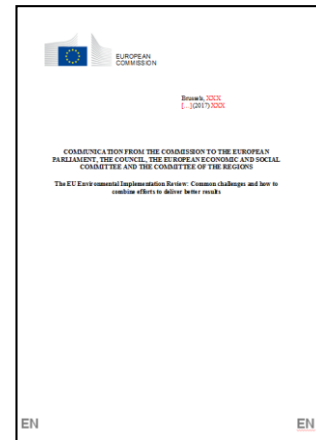 EUROPEAN
COMMISSION
Brussels, XXX
[...](2017) XXX
COMMUNICATION FROM THE COMMISSION TO THE EUROPEAN
PARLIAMENT, THE COUNCIL, THE EUROPEAN ECONOMIC AND SOCIAL
COMMITTEE AND THE COMMITTEE OF THE REGIONS
The EU Environmental Implementation Review: Common challenges and how to
combine efforts to deliver better results
EN EN